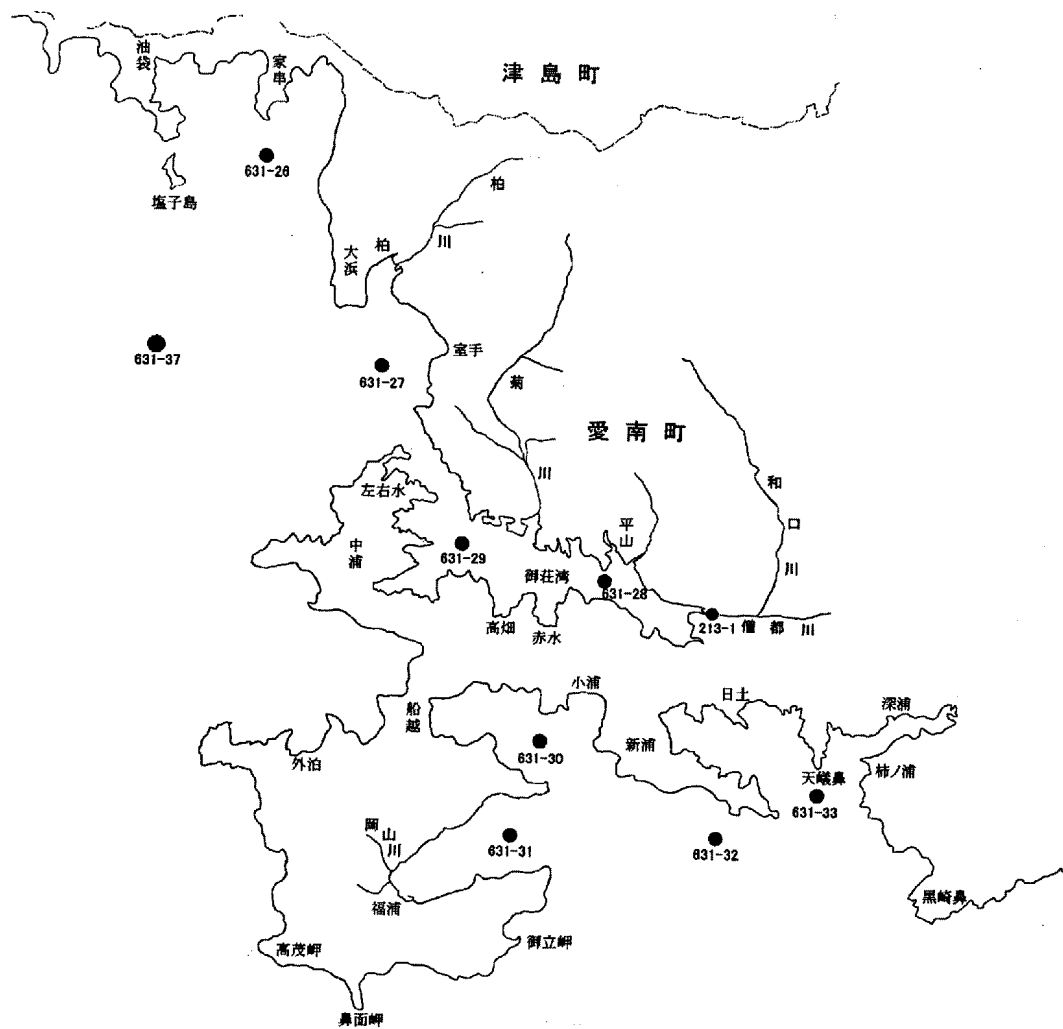 油袋
家串
津島町
631-26
塩子島
柏川
柏
大浜
631-37
室手
631-27
菊川
愛南町
和口川
左右水
平山
中浦
631-29
御荘湾
631-28
高畑
赤水
213-1
僧都川
小浦
日土
深浦
船越
新浦
631-30
外泊
天嶬鼻
柿ノ浦
631-33
岡山川
631-31
631-32
福浦
黒崎鼻
御立岬
高茂岬
鼻面岬